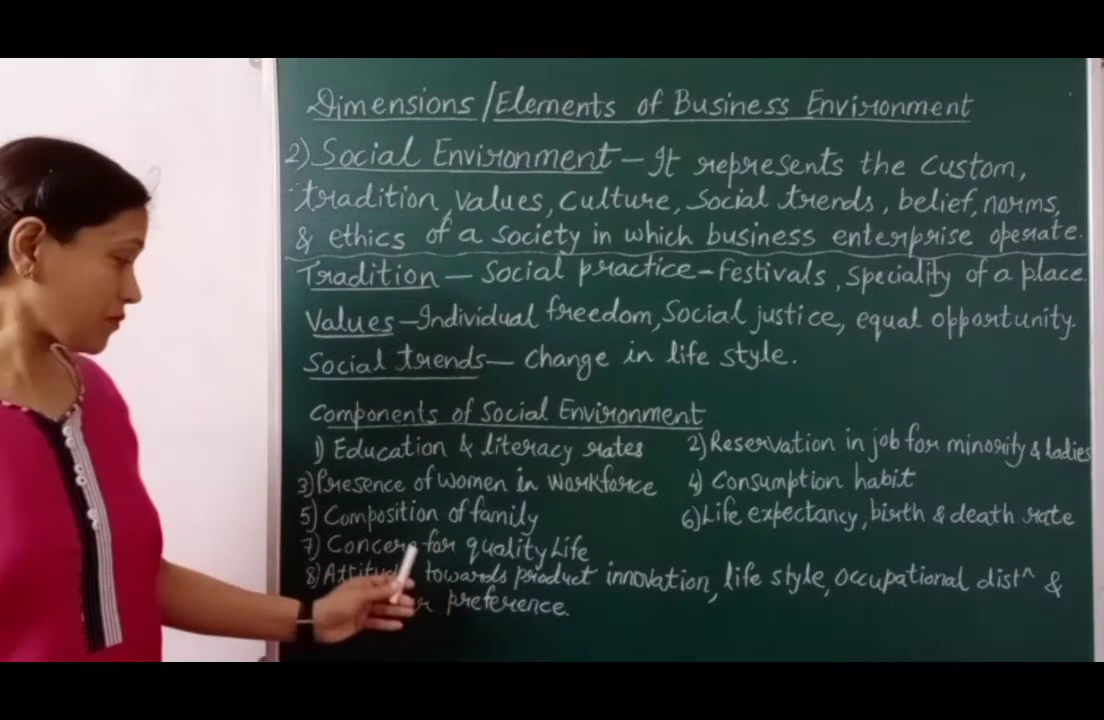 Dimensions/Elements of Business Environment
2) Social Environment – It represents the custom,
tradition, values, culture, social trends, belief, norms,
& ethics of a society in which business enterprise operate.
Tradition – Social practice – Festivals, Speciality of a place.
Values – Individual freedom, Social justice, equal opportunity.
Social trends – Change in life style.
Components of Social Environment
1) Education & literacy rates 2) Reservation in job for minority & ladies
3) Presence of women in workforce 4) Consumption habit
5) Composition of family 6) Life expectancy, birth & death rate
7) Concern for quality Life
8) Attitude towards product innovation, life style, occupational dist^ &
preference.